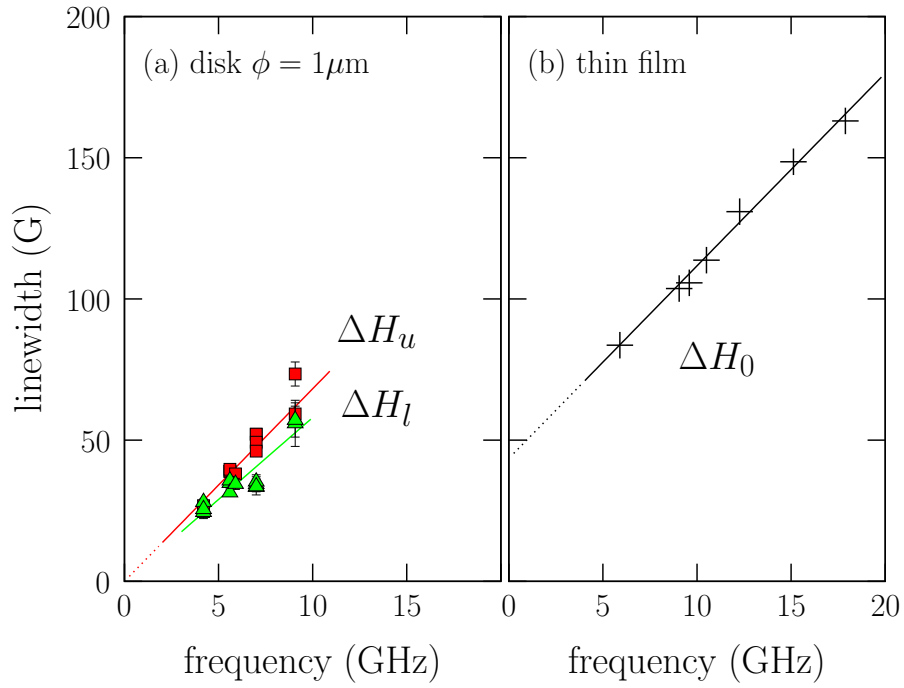 200
150
100
50
0
linewidth (G)
(a) disk ϕ = 1μm
ΔH_u
ΔH_l
0 5 10 15
frequency (GHz)
(b) thin film
ΔH_0
0 5 10 15 20
frequency (GHz)